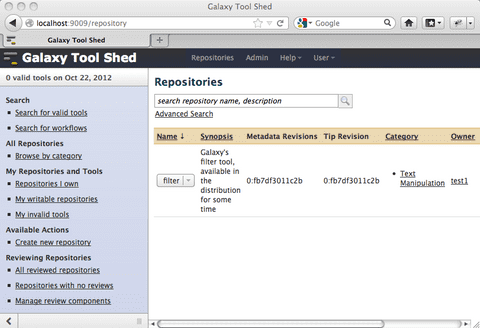 Galaxy Tool Shed
localhost:9009/repository
Google
Galaxy Tool Shed
Galaxy Tool Shed
Repositories Admin Help User
0 valid tools on Oct 22, 2012
Search
Search for valid tools
Search for workflows
All Repositories
Browse by category
My Repositories and Tools
Repositories I own
My writable repositories
My invalid tools
Available Actions
Create new repository
Reviewing Repositories
All reviewed repositories
Repositories with no reviews
Manage review components
Repositories
search repository name, description
Advanced Search
Name ↓ Synopsis Metadata Revisions Tip Revision Category Owner
filter
Galaxy's
filter tool,
available in
the
distribution
for some
time
0:fb7df3011c2b
0:fb7df3011c2b
Text
Manipulation
test1